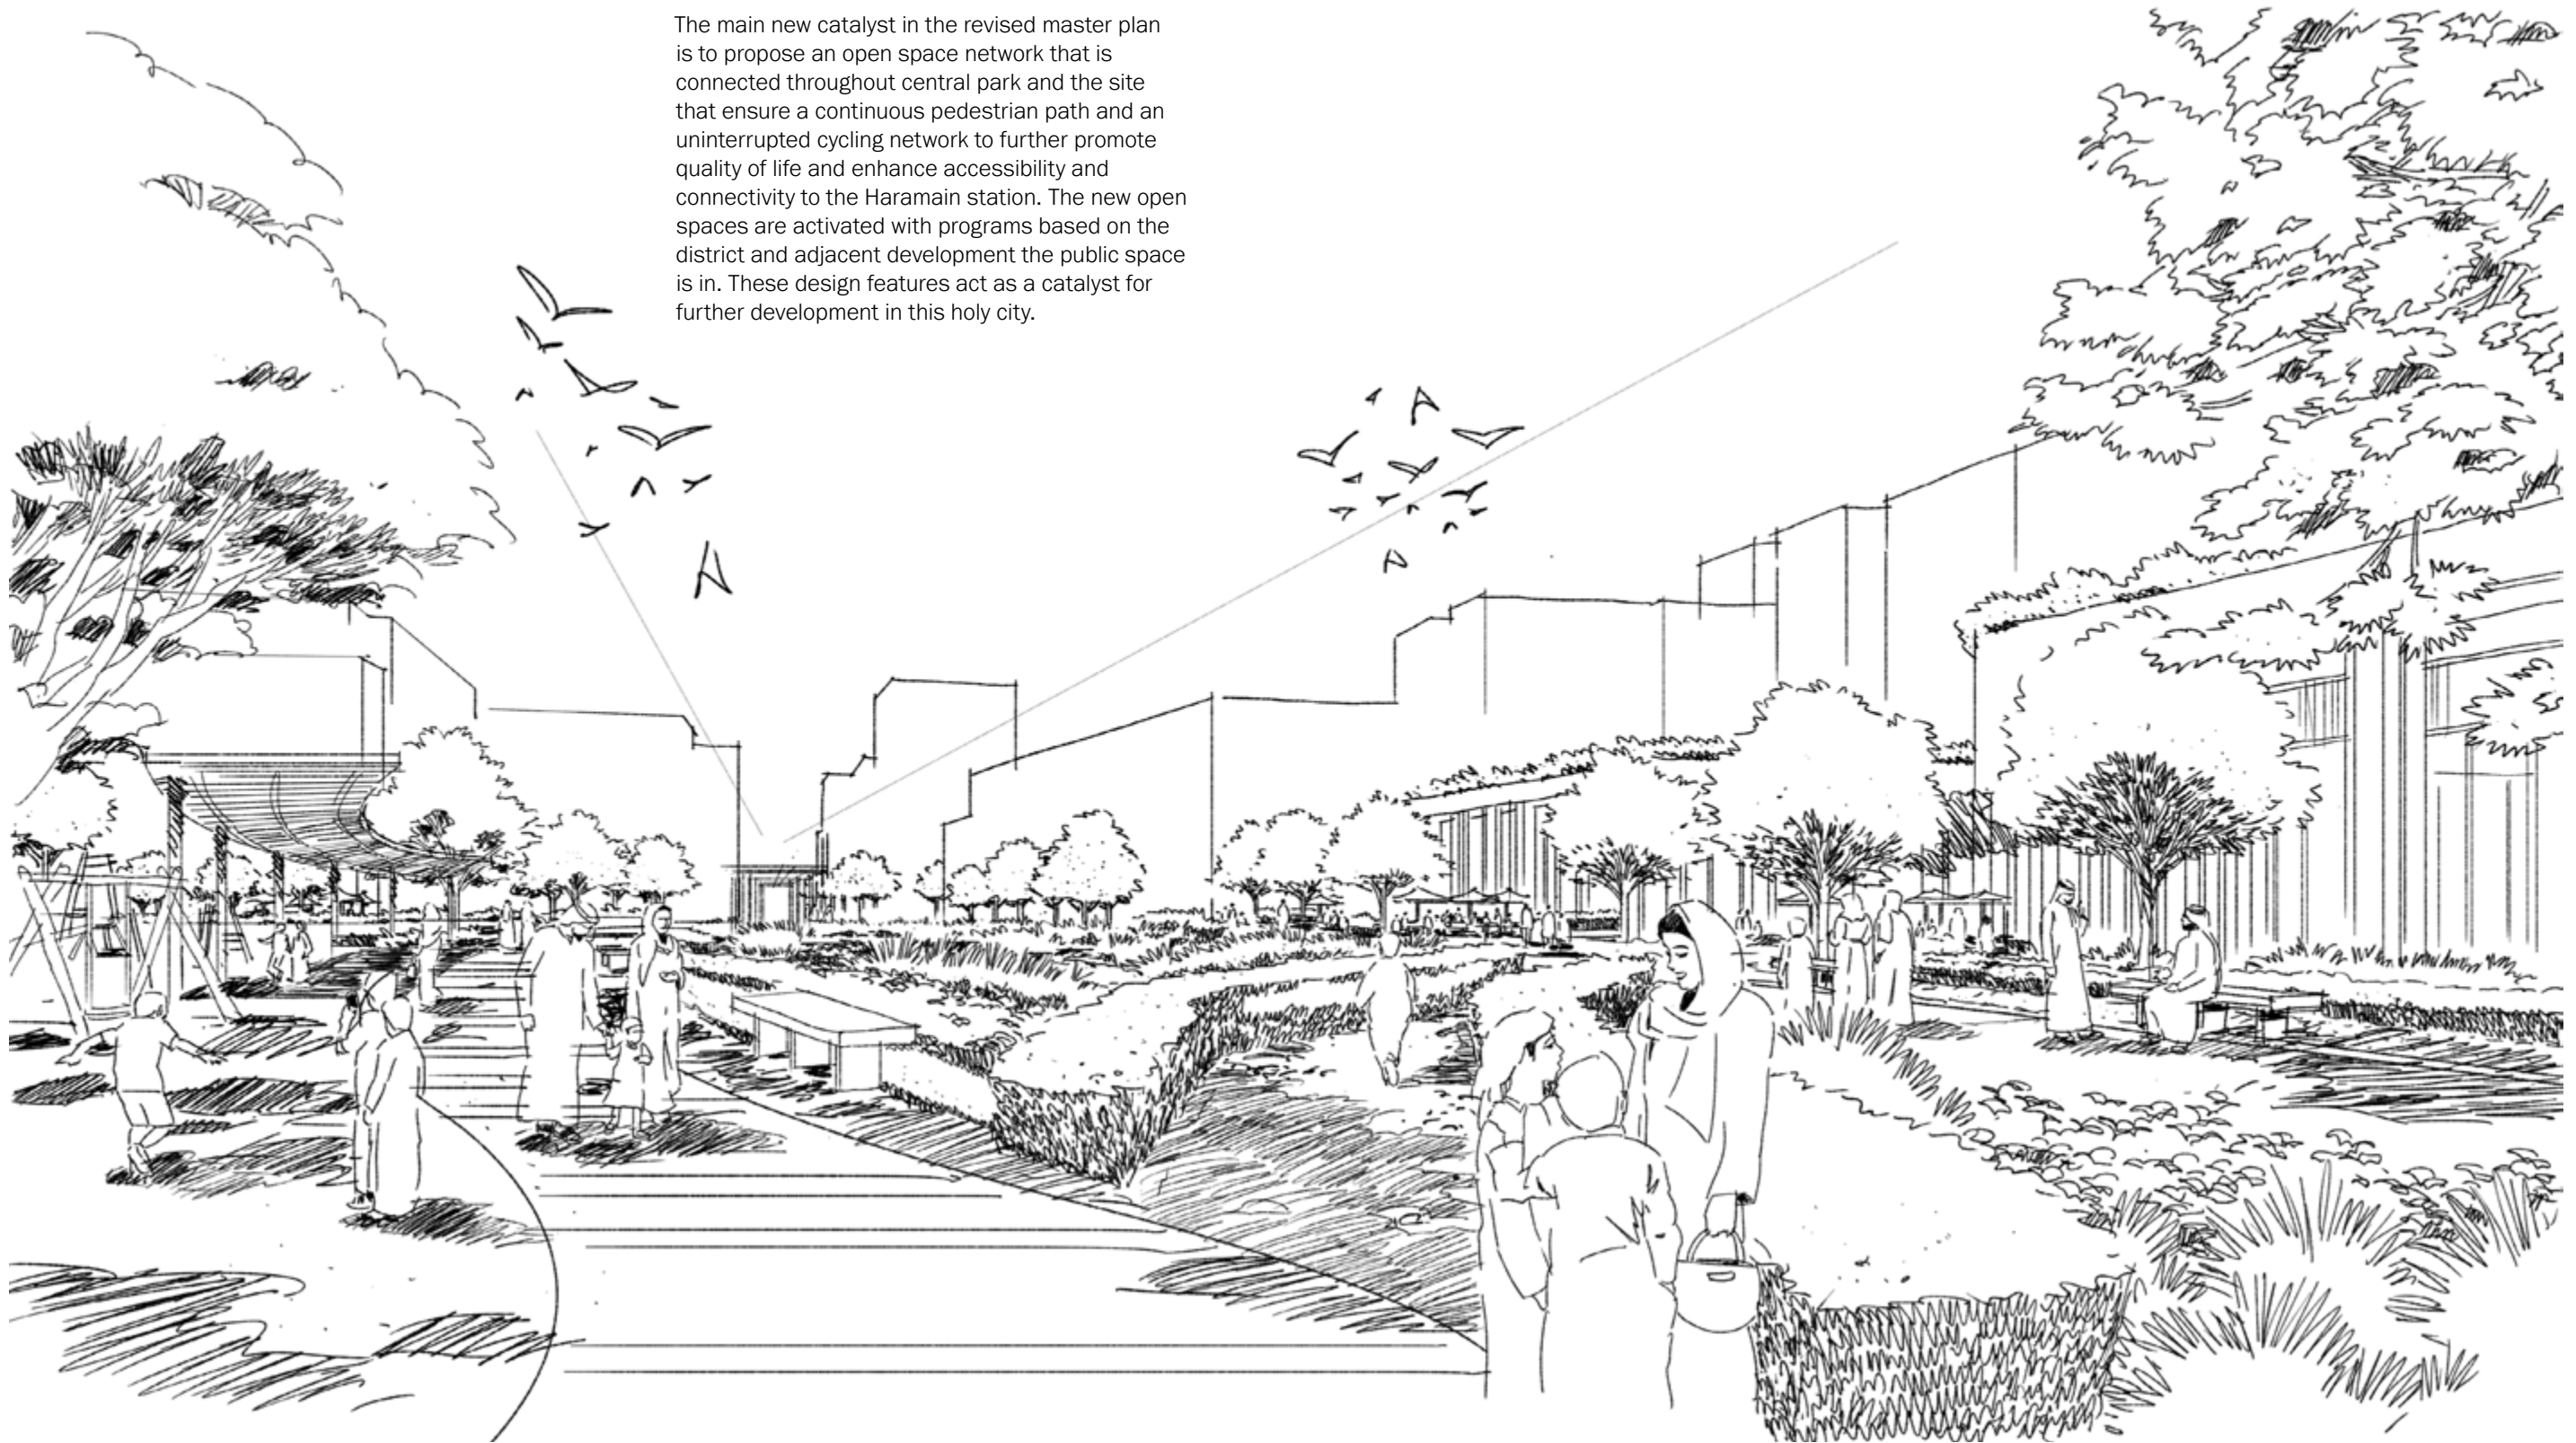 The main new catalyst in the revised master plan
is to propose an open space network that is
connected throughout central park and the site
that ensure a continuous pedestrian path and an
uninterrupted cycling network to further promote
quality of life and enhance accessibility and
connectivity to the Haramain station. The new open
spaces are activated with programs based on the
district and adjacent development the public space
is in. These design features act as a catalyst for
further development in this holy city.